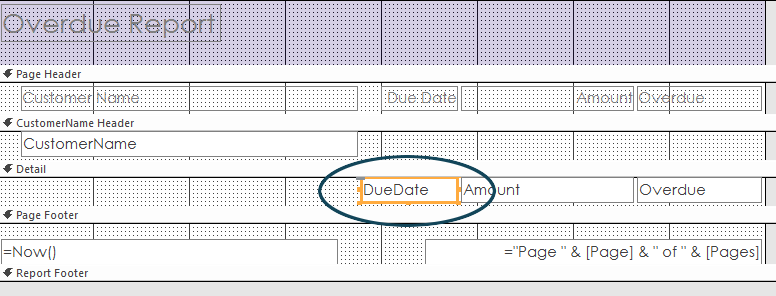 Overdue Report
Page Header
Customer Name Due Date Amount Overdue
CustomerName Header
CustomerName
Detail
DueDate Amount Overdue
Page Footer
=Now() ="Page " & [Page] & " of " & [Pages]
Report Footer